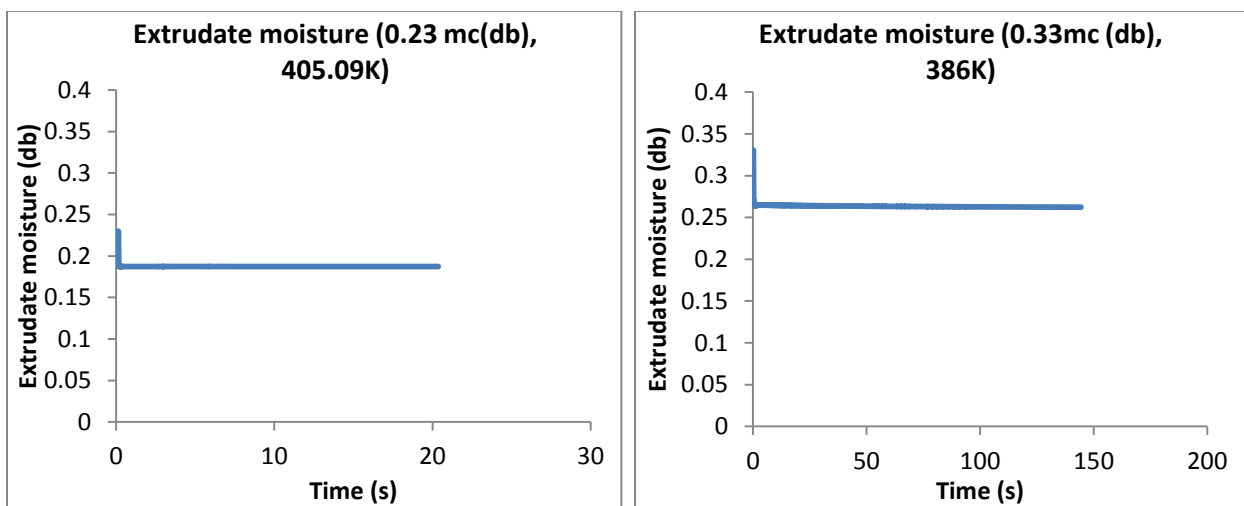 Extrudate moisture (0.23 mc(db),
405.09K)
Extrudate moisture (db)
0.4
0.35
0.3
0.25
0.2
0.15
0.1
0.05
0
0 10 20 30
Time (s)
Extrudate moisture (0.33mc (db),
386K)
Extrudate moisture (db)
0.4
0.35
0.3
0.25
0.2
0.15
0.1
0.05
0
0 50 100 150 200
Time (s)